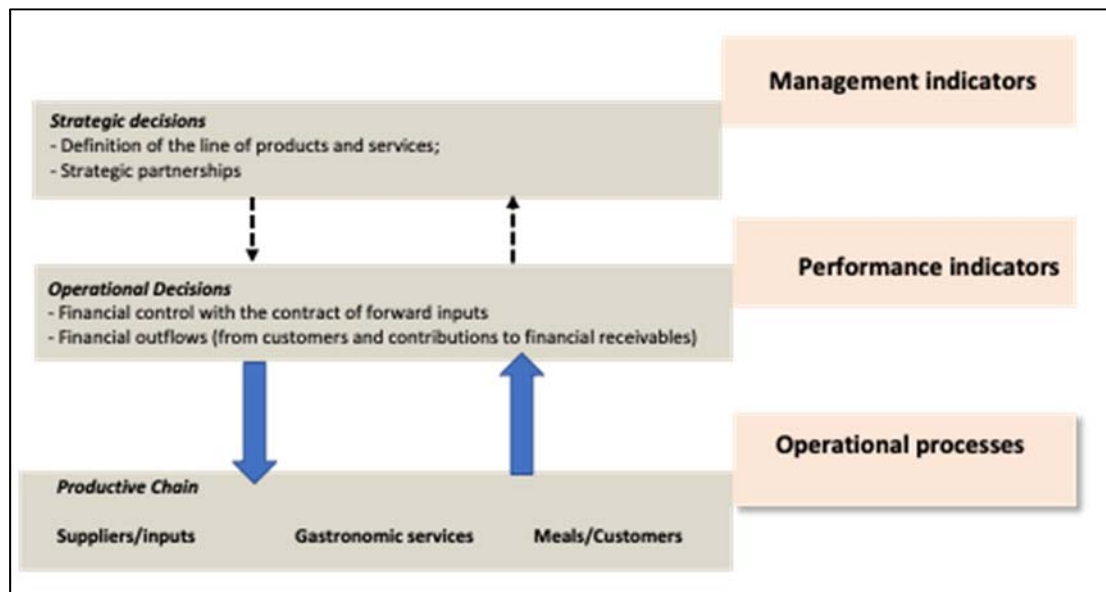 Management indicators
Strategic decisions
- Definition of the line of products and services;
- Strategic partnerships
Performance indicators
Operational Decisions
- Financial control with the contract of forward inputs
- Financial outflows (from customers and contributions to financial receivables)
Operational processes
Productive Chain
Suppliers/inputs Gastronomic services Meals/Customers